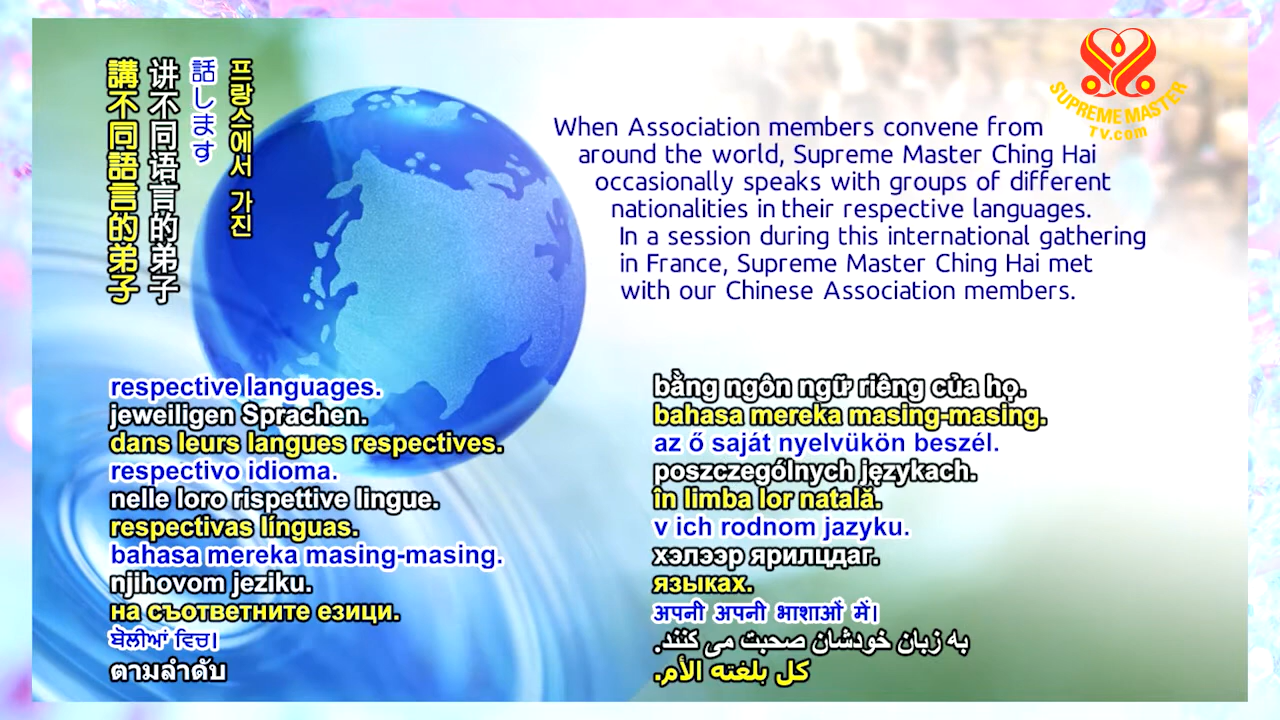 講不同語言的弟子
讲不同语言的弟子
話します
프랑스에서 가진
SUPREME MASTER
TV.com
When Association members convene from
around the world, Supreme Master Ching Hai
occasionally speaks with groups of different
nationalities in their respective languages.
In a session during this international gathering
in France, Supreme Master Ching Hai met
with our Chinese Association members.
respective languages.
jeweiligen Sprachen.
dans leurs langues respectives.
respectivo idioma.
nelle loro rispettive lingue.
respectivas línguas.
bahasa mereka masing-masing.
njihovom jeziku.
на съответните езици.
ਬੋਲੀਆਂ ਵਿਚ।
ตามลำดับ
bằng ngôn ngữ riêng của họ.
bahasa mereka masing-masing.
az ő saját nyelvükön beszél.
poszczególnych językach.
în limba lor natală.
v ich rodnom jazyku.
хэлээр ярилцдаг.
языках.
अपनी अपनी भाषाओं में।
به زبان خودشان صحبت می کنند.
كل بلغته الأم.